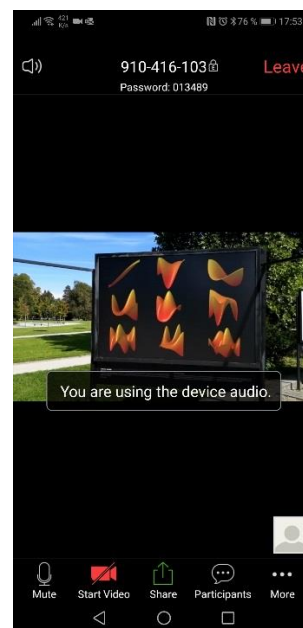 421
K/s
76 %
17:53
910-416-103
Leave
Password: 013489
You are using the device audio.
Mute
Start Video
Share
Participants
More